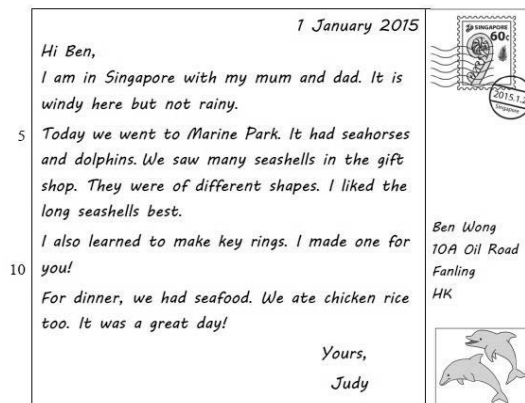 1 January 2015
Hi Ben,
I am in Singapore with my mum and dad. It is
windy here but not rainy.
5
Today we went to Marine Park. It had seahorses
and dolphins. We saw many seashells in the gift
shop. They were of different shapes. I liked the
long seashells best.
I also learned to make key rings. I made one for
10
you!
For dinner, we had seafood. We ate chicken rice
too. It was a great day!
Yours,
Judy
SINGAPORE
60c
2015.1.2
Singapore
Ben Wong
10A Oil Road
Fanling
HK